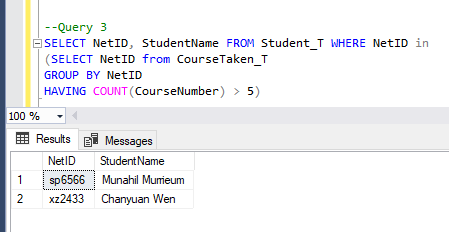 --Query 3
SELECT NetID, StudentName FROM Student_T WHERE NetID in
(SELECT NetID from CourseTaken_T
GROUP BY NetID
HAVING COUNT(CourseNumber) > 5)
100 %
Results Messages
NetID StudentName
1 sp6566 Munahil Murrieum
2 xz2433 Chanyuan Wen